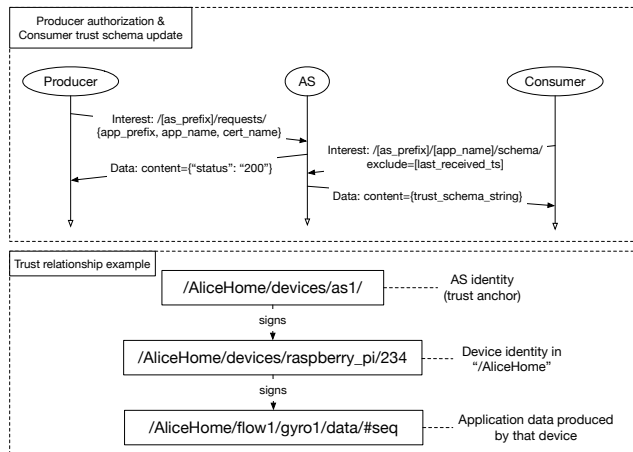 Producer authorization &
Consumer trust schema update
Producer
AS
Consumer
Interest: /[as_prefix]/requests/
{app_prefix, app_name, cert_name}
Interest: /[as_prefix]/[app_name]/schema/
exclude=[last_received_ts]
Data: content={“status”: “200”}
Data: content={trust_schema_string}
Trust relationship example
/AliceHome/devices/as1/
AS identity
(trust anchor)
signs
/AliceHome/devices/raspberry_pi/234
Device identity in
“/AliceHome”
signs
/AliceHome/flow1/gyro1/data/#seq
Application data produced
by that device